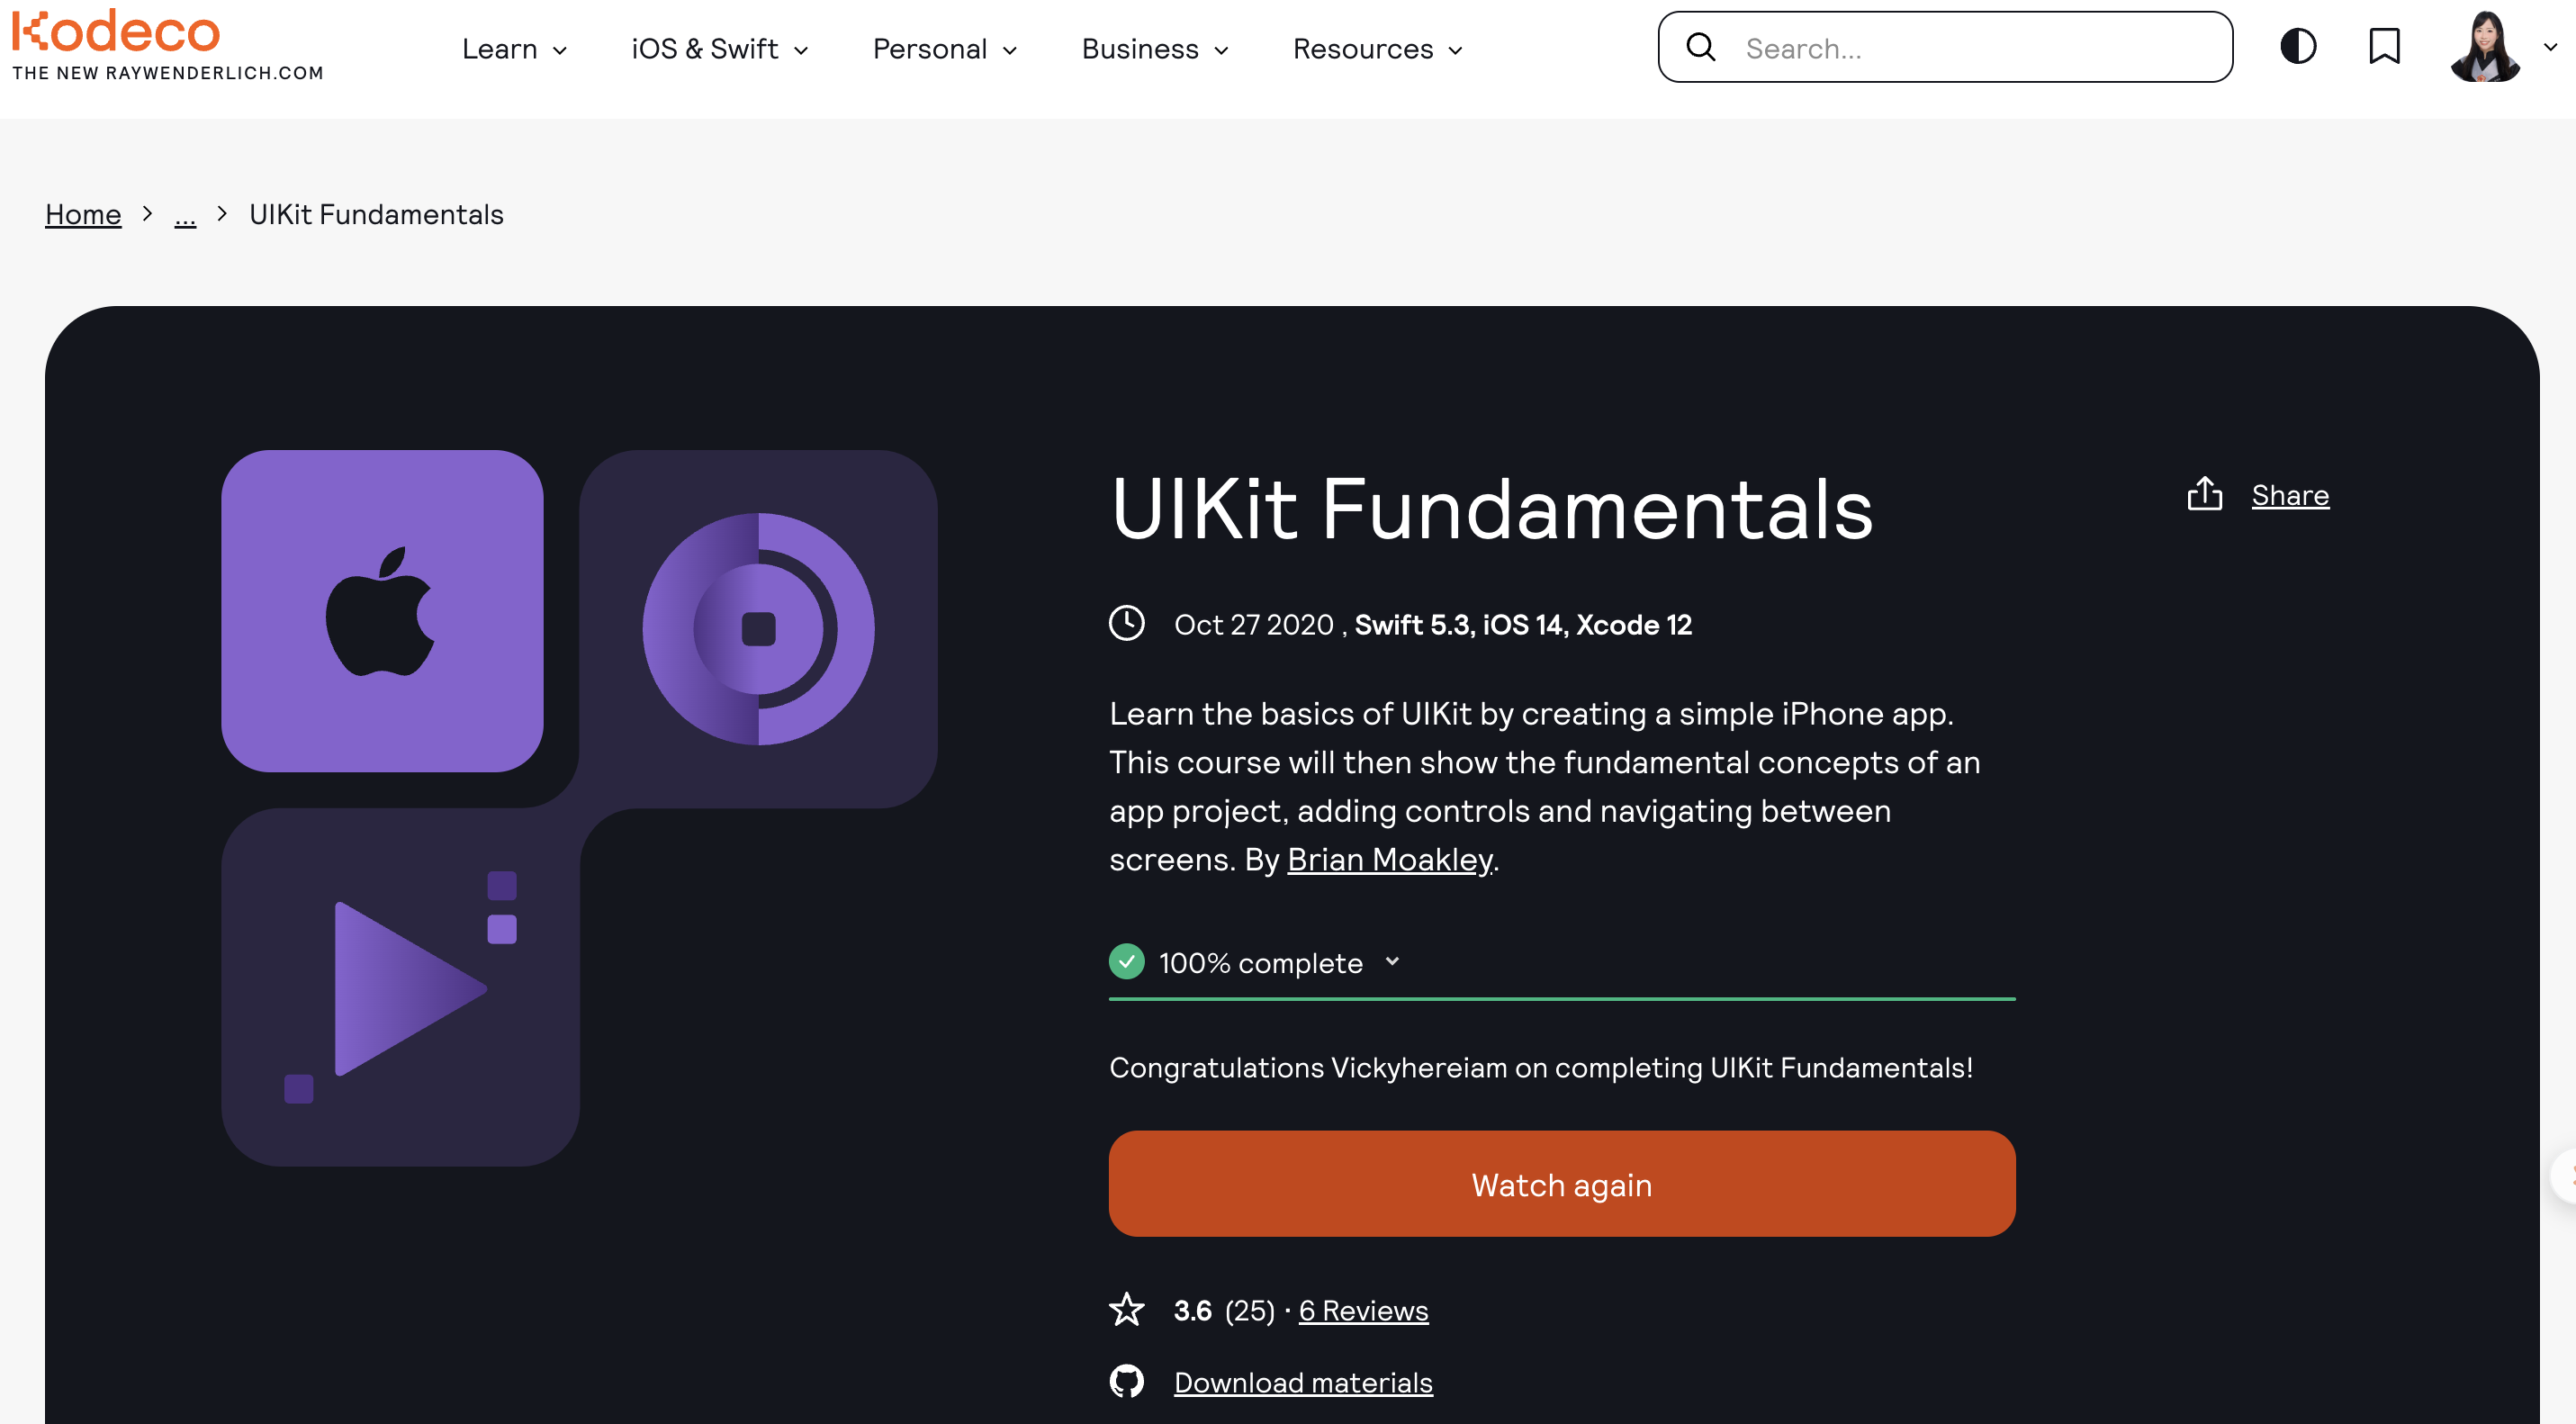 Kodeco
THE NEW RAYWENDERLICH.COM
Learn
iOS & Swift
Personal
Business
Resources
Search...
Home > ... > UIKit Fundamentals
UIKit Fundamentals
Share
Oct 27 2020 , Swift 5.3, iOS 14, Xcode 12
Learn the basics of UIKit by creating a simple iPhone app.
This course will then show the fundamental concepts of an
app project, adding controls and navigating between
screens. By Brian Moakley.
100% complete
Congratulations Vickyhereiam on completing UIKit Fundamentals!
Watch again
3.6 (25) · 6 Reviews
Download materials